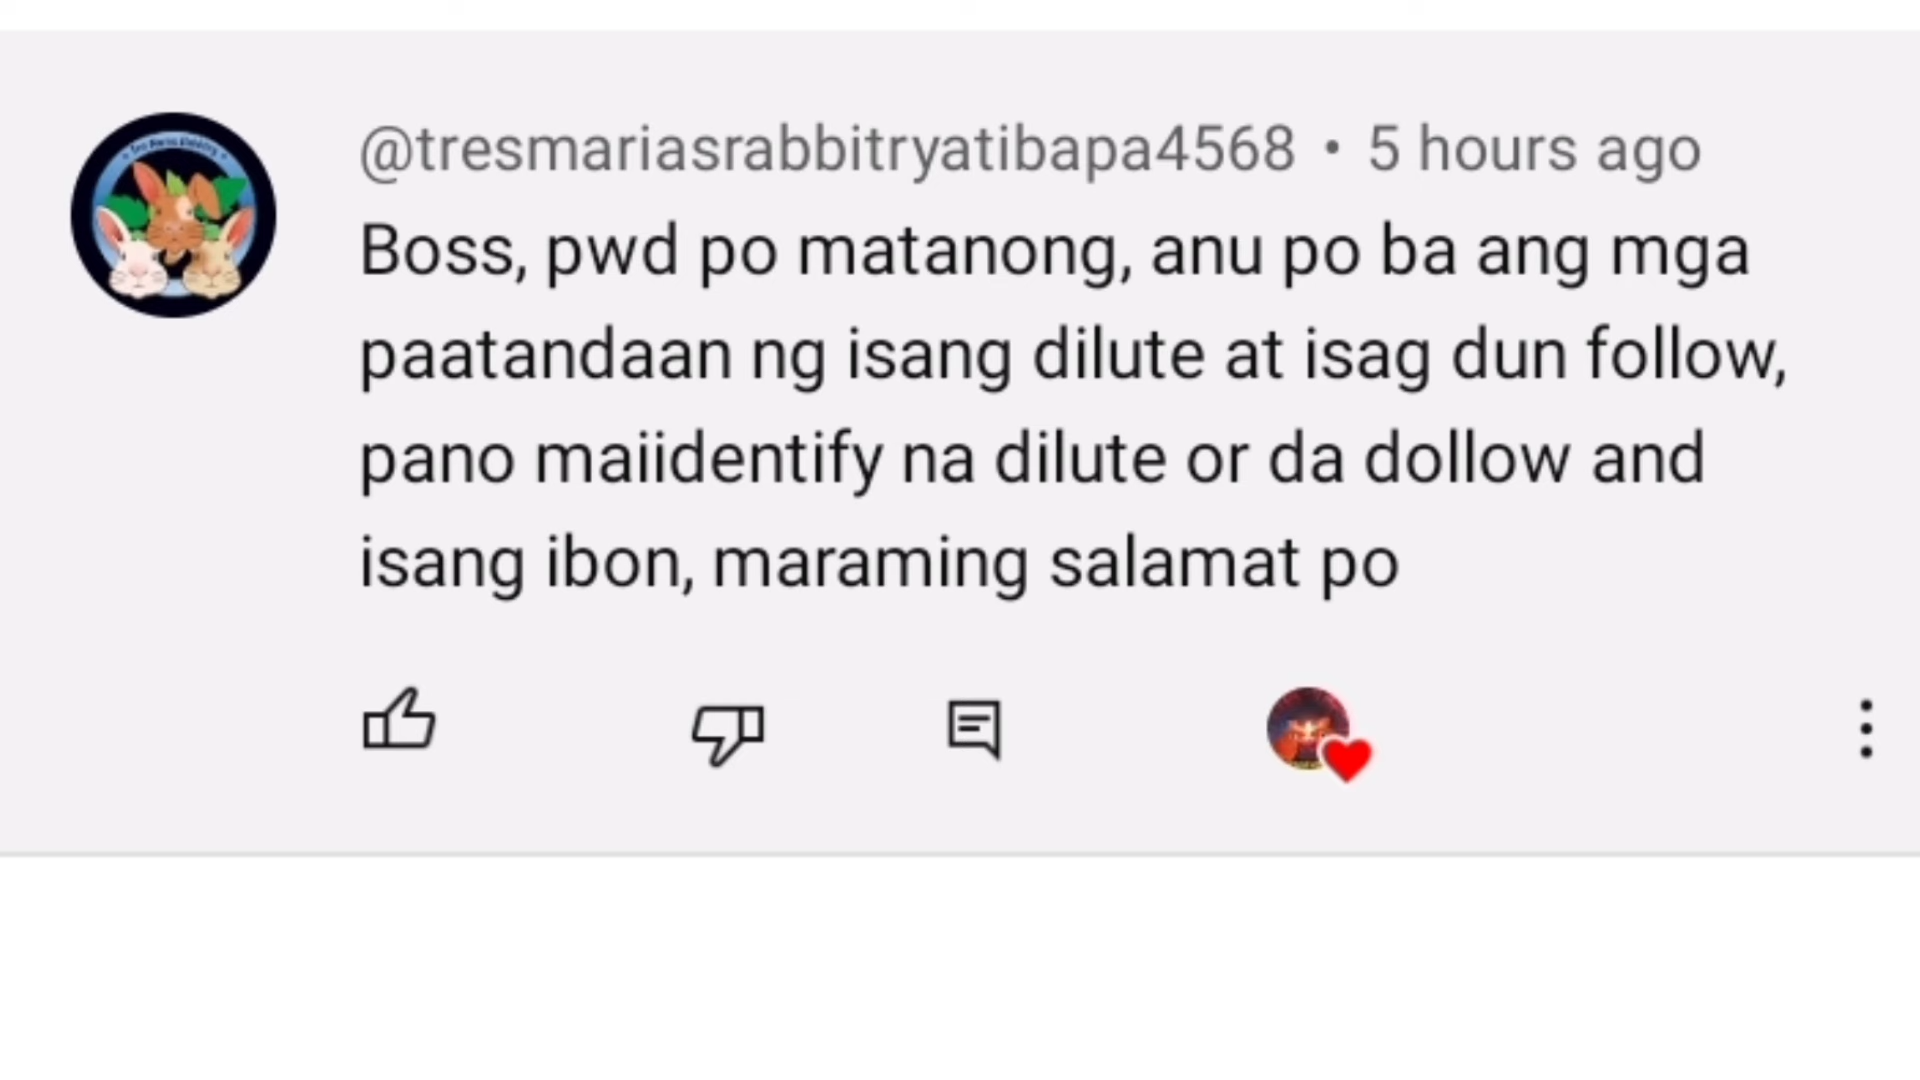 @tresmariasrabbitryatibapa4568 • 5 hours ago
Boss, pwd po matanong, anu po ba ang mga
paatandaan ng isang dilute at isag dun follow,
pano maiidentify na dilute or da dollow and
isang ibon, maraming salamat po